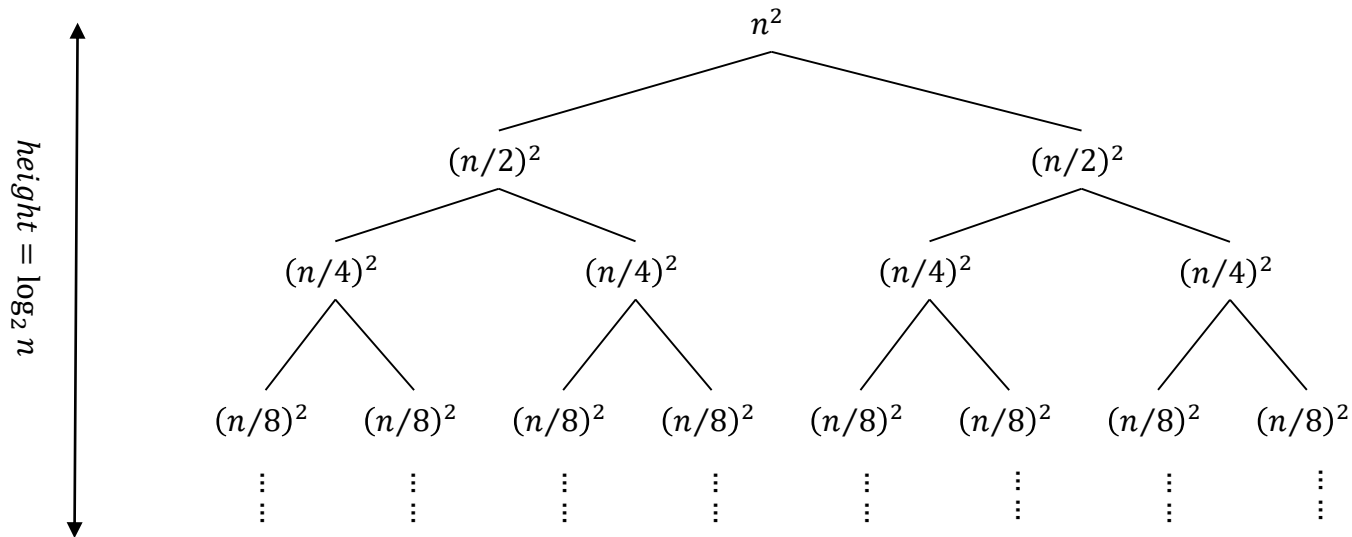 n²
(n/2)² (n/2)²
height = log₂ n
(n/4)² (n/4)² (n/4)² (n/4)²
(n/8)² (n/8)² (n/8)² (n/8)² (n/8)² (n/8)² (n/8)² (n/8)²